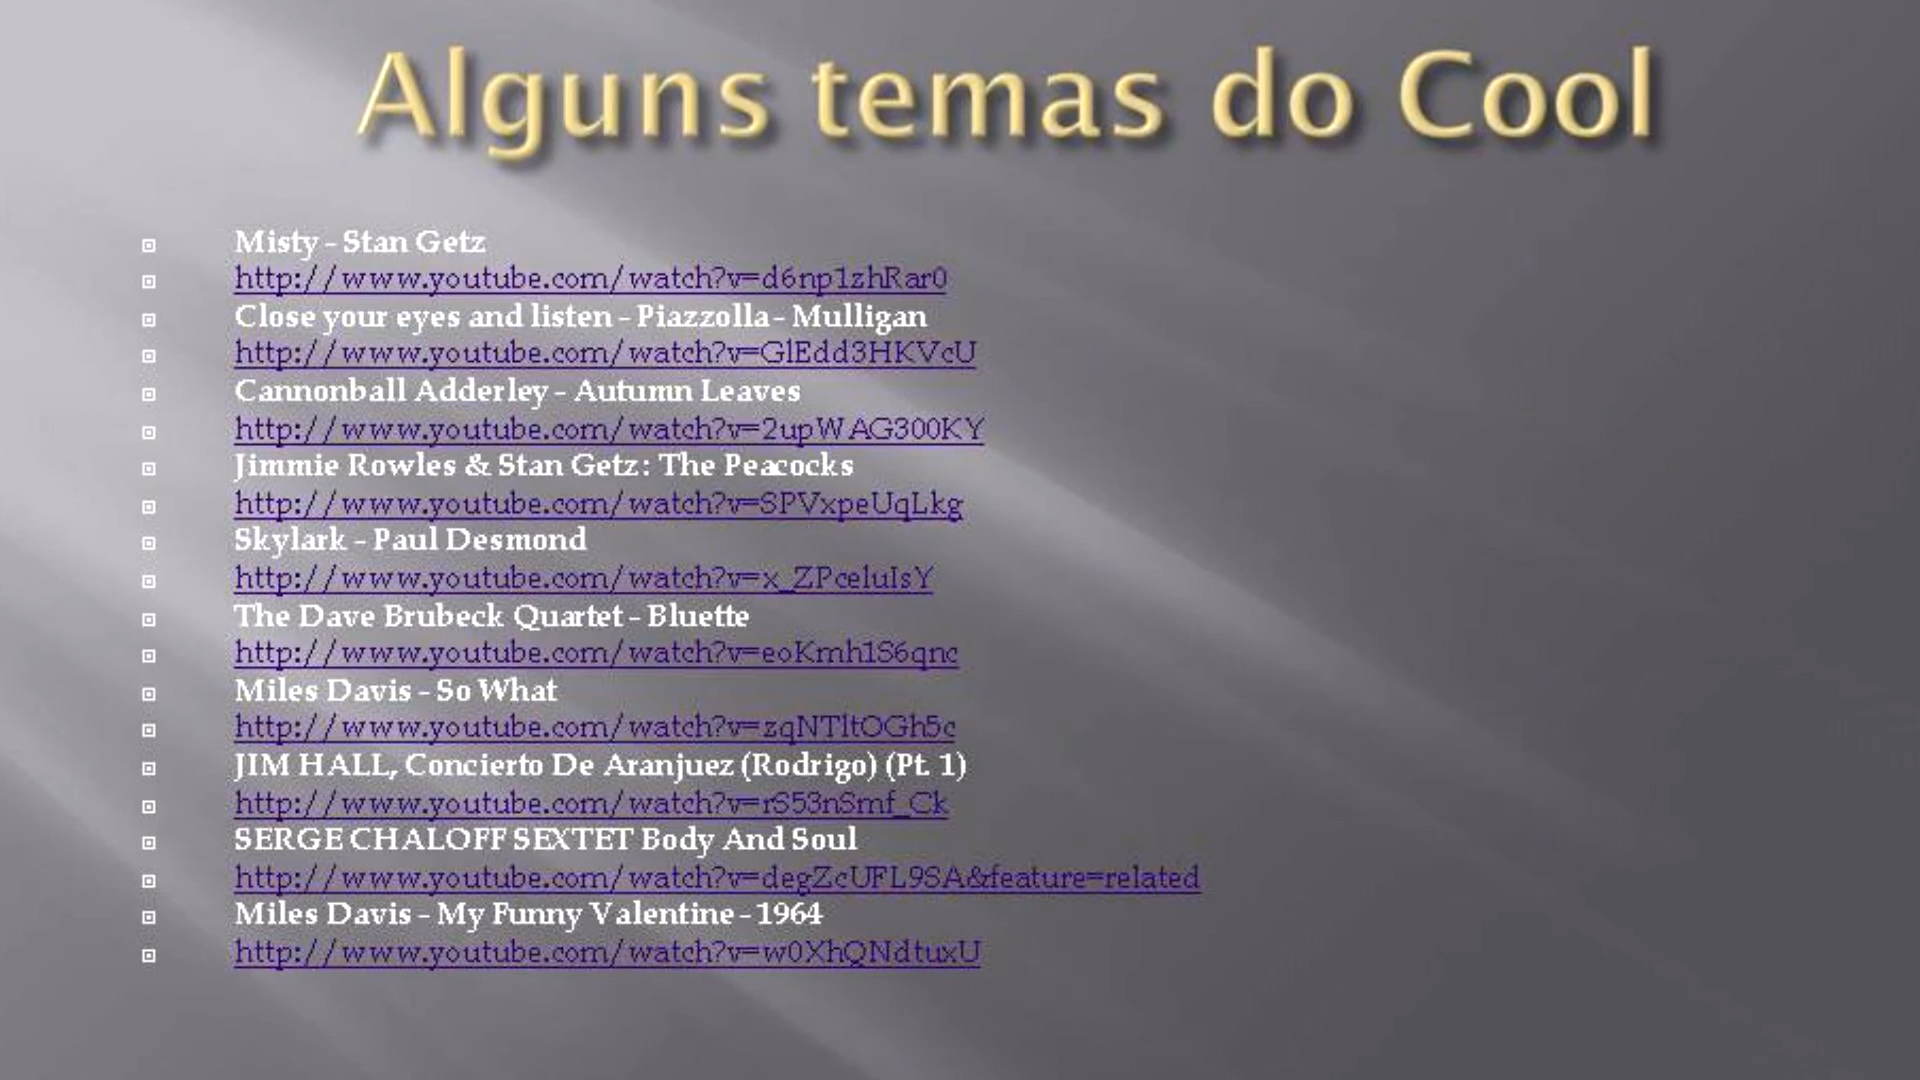 Alguns temas do Cool
Misty - Stan Getz
http://www.youtube.com/watch?v=d6np1zhRar0
Close your eyes and listen - Piazzolla - Mulligan
http://www.youtube.com/watch?v=GlEdd3HKVcU
Cannonball Adderley - Autumn Leaves
http://www.youtube.com/watch?v=2upWAG300KY
Jimmie Rowles & Stan Getz: The Peacocks
http://www.youtube.com/watch?v=SPVxpeUqLkg
Skylark - Paul Desmond
http://www.youtube.com/watch?v=x_ZPceluIsY
The Dave Brubeck Quartet - Bluette
http://www.youtube.com/watch?v=eoKmh1S6qnc
Miles Davis - So What
http://www.youtube.com/watch?v=zqNTltOGh5c
JIM HALL, Concierto De Aranjuez (Rodrigo) (Pt. 1)
http://www.youtube.com/watch?v=rS53nSmf_Ck
SERGE CHALOFF SEXTET Body And Soul
http://www.youtube.com/watch?v=degZcUFL9SA&feature=related
Miles Davis - My Funny Valentine - 1964
http://www.youtube.com/watch?v=w0XhQNdtuxU